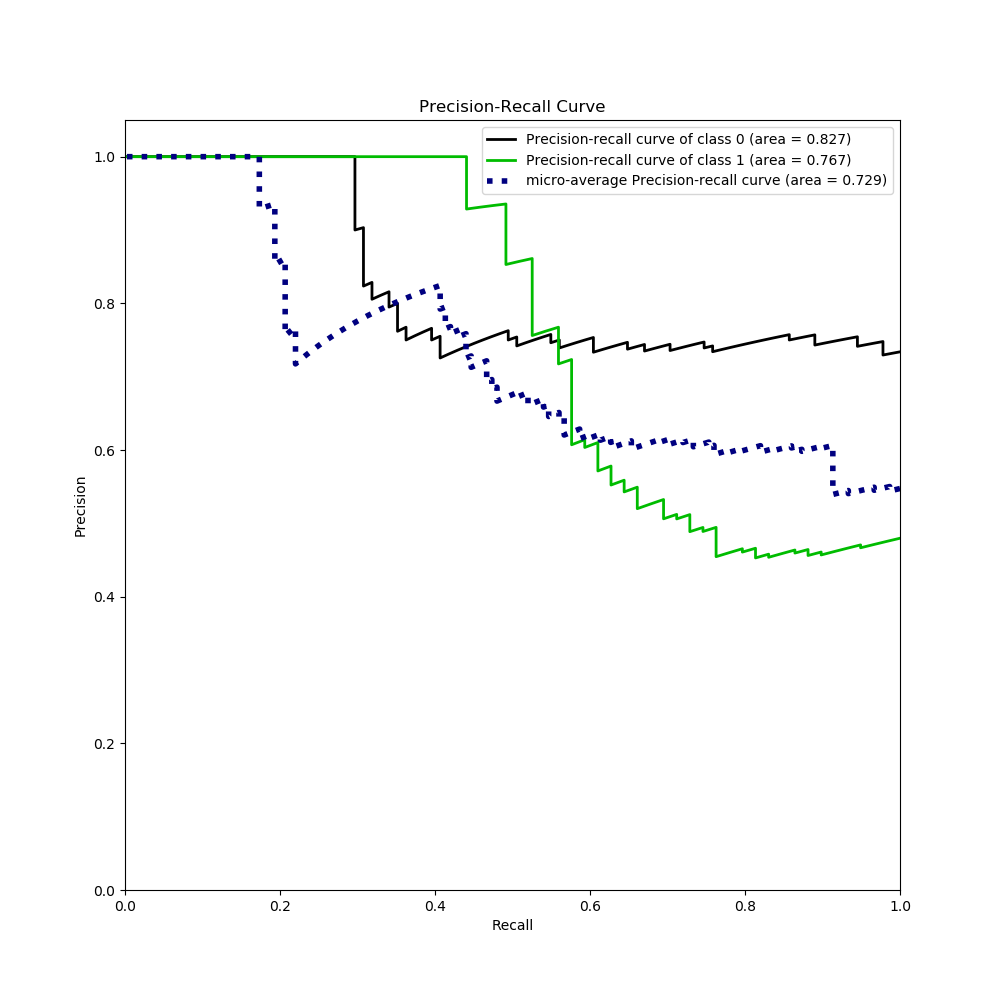 Precision-Recall Curve
Precision-recall curve of class 0 (area = 0.827)
Precision-recall curve of class 1 (area = 0.767)
micro-average Precision-recall curve (area = 0.729)
1.0
0.8
0.6
0.4
0.2
0.0
Precision
0.0 0.2 0.4 0.6 0.8 1.0
Recall